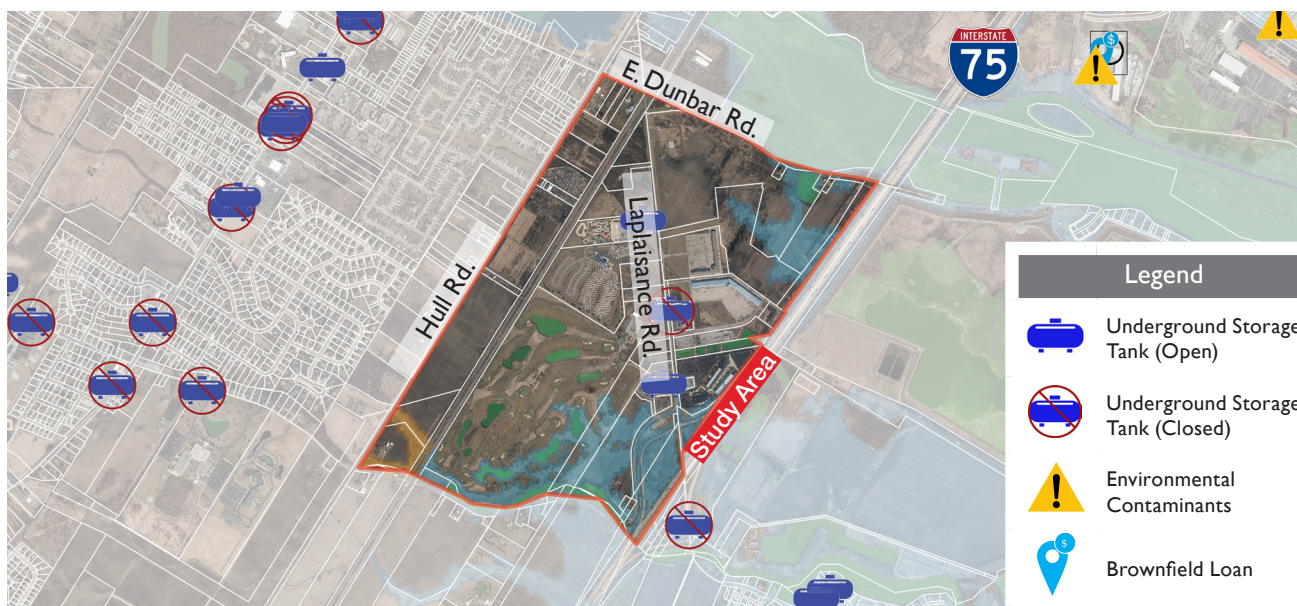 INTERSTATE
75
E. Dunbar Rd.
Hull Rd.
Laplaisance Rd.
Study Area
Legend
Underground Storage
Tank (Open)
Underground Storage
Tank (Closed)
Environmental
Contaminants
Brownfield Loan